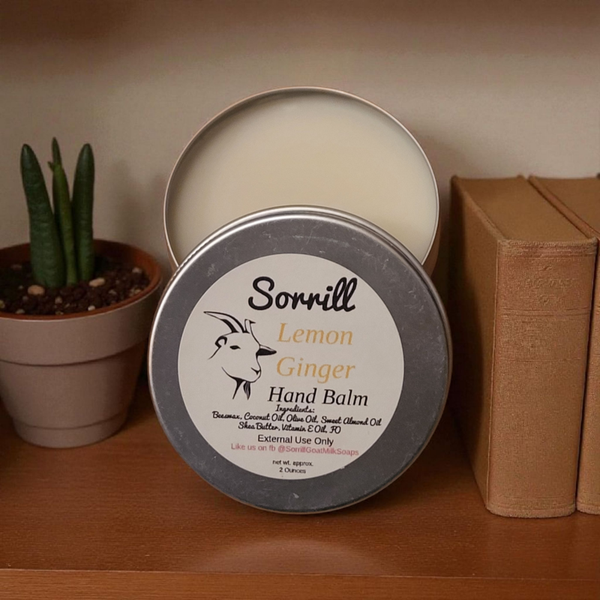 Sorrill
Lemon
Ginger
Hand Balm
Ingredients:
Beeswax, Coconut Oil, Olive Oil, Sweet Almond Oil
Shea Butter, Vitamin E Oil, FO
External Use Only
Like us on fb @SorrillGoatMilkSoaps
net wt. approx.
2 Ounces